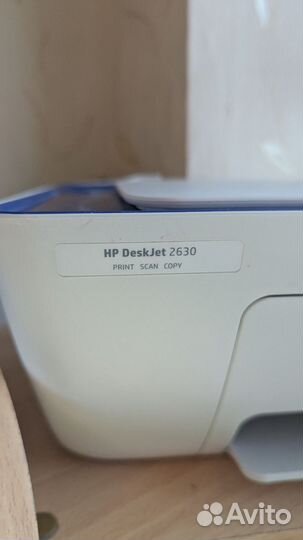 HP DeskJet 2630
PRINT SCAN COPY
Avito